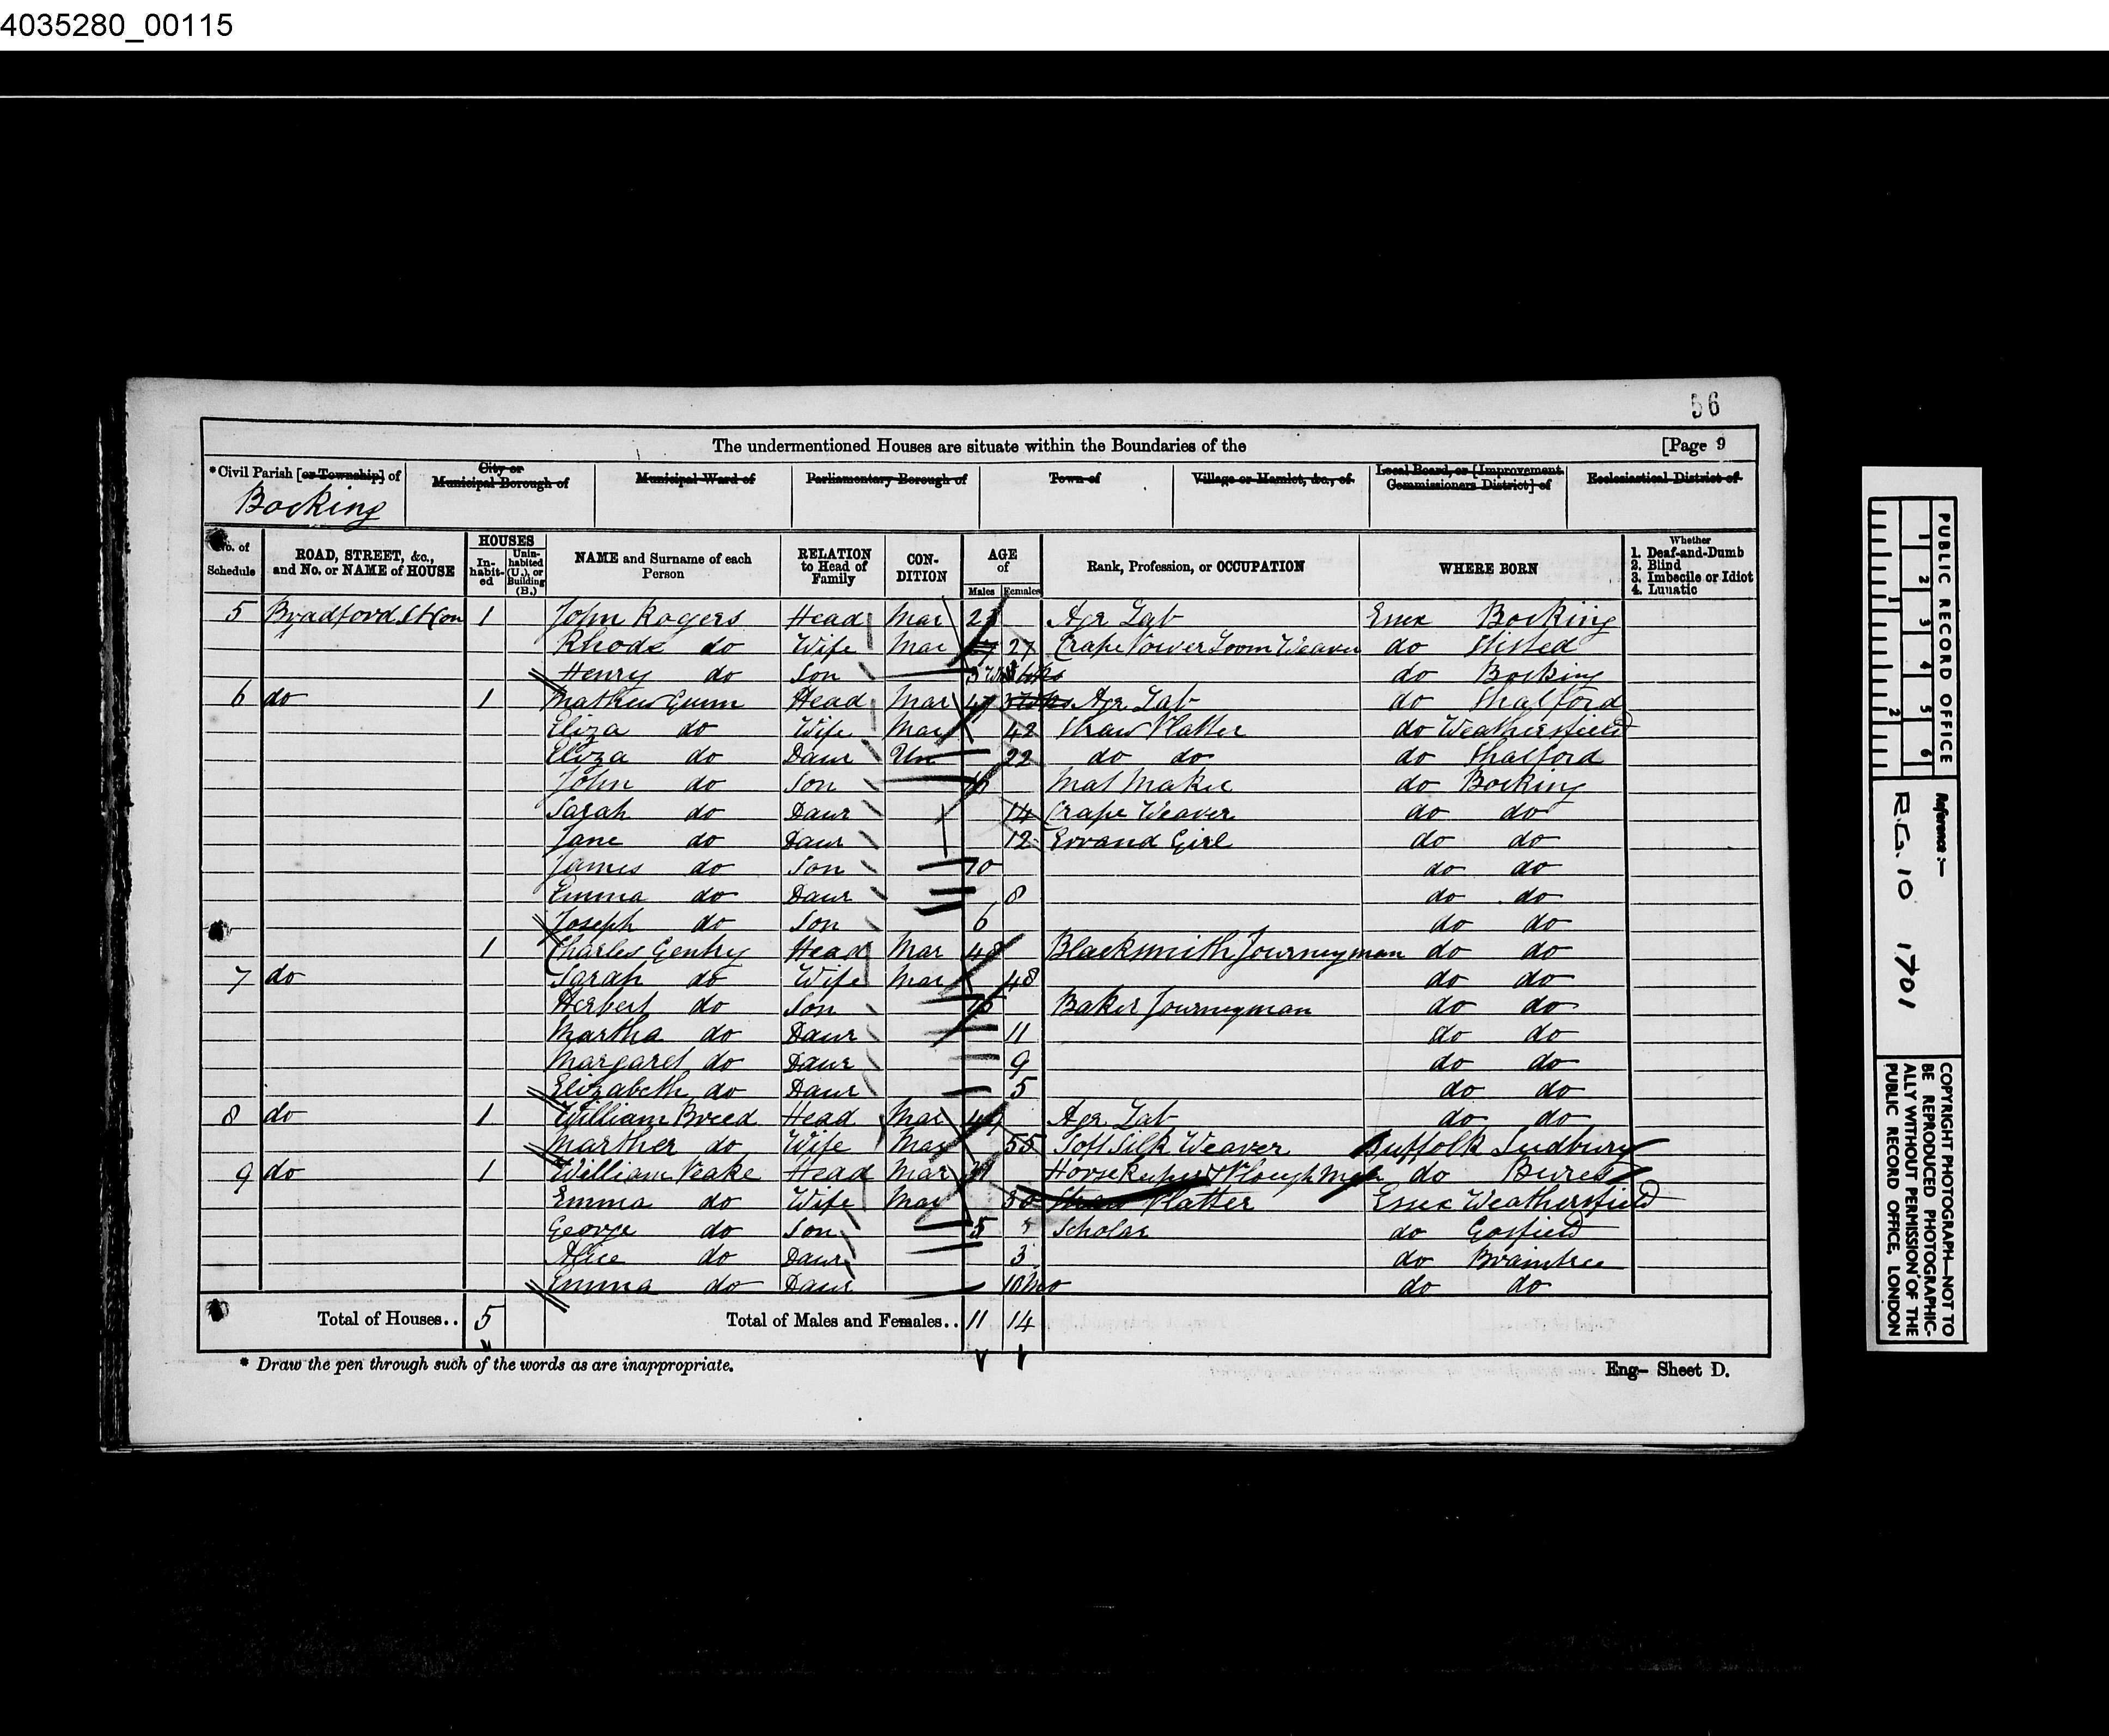 4035280_00115
56
The undermentioned Houses are situate within the Boundaries of the [Page 9
*Civil Parish [or Township] of City or Municipal Borough of Municipal Ward of Parliamentary Borough of Town of Village or Hamlet, &c., of Local Board, or [Improvement Commissioners District] of Ecclesiastical District of
Bocking
No. of Schedule ROAD, STREET, &c., and No. or NAME of HOUSE HOUSES Inhabited Uninhabited (U.), or Building (B.) NAME and Surname of each Person RELATION to Head of Family CONDITION AGE of Males Females Rank, Profession, or OCCUPATION WHERE BORN Whether 1. Deaf-and-Dumb 2. Blind 3. Imbecile or Idiot 4. Lunatic
5 Bradford St 1 John Rogers Head Mar Agr Lab Essex Bocking
Rhoda do Wife Mar 27 Crape Power Loom Weaver do Stisted
Henry do Son do Bocking
6 do 1 Mathew Gunn Head Mar 47 Agr Lab do Shalford
Eliza do Wife Mar 42 Straw Platter do Weathersfield
Eliza do Daur Un 22 do do do Shalford
John do Son 16 Mat Maker do Bocking
Sarah do Daur 14 Crape Weaver do do
Jane do Daur 12 Errand Girl do do
James do Son 10 do do
Emma do Daur 8 do do
Joseph do Son 6 do do
1 Charles Gentry Head Mar 48 Blacksmith Journeyman do do
7 do Sarah do Wife Mar 48 do do
Herbert do Son Baker Journeyman do do
Martha do Daur 11 do do
Margaret do Daur 9 do do
Elizabeth do Daur 5 do do
8 do 1 William Breed Head Mar 49 Agr Lab do do
Marther do Wife Mar 55 Soft Silk Weaver Suffolk Sudbury
9 do 1 William Peake Head Mar Horse Keeper & Plough Man do Bures
Emma do Wife Mar 30 Straw Platter Essex Weathersfield
George do Son 5 Scholar do Gosfield
Alice do Daur 3 do Braintree
Emma do Daur 10 Mo do do
Total of Houses.. 5 Total of Males and Females.. 11 14
* Draw the pen through such of the words as are inappropriate. Eng– Sheet D.
PUBLIC RECORD OFFICE
1 2 3 4 5 6
1 2
Reference :–
R.G. 10 1701
COPYRIGHT PHOTOGRAPH—NOT TO
BE REPRODUCED PHOTOGRAPHIC-
ALLY WITHOUT PERMISSION OF THE
PUBLIC RECORD OFFICE, LONDON